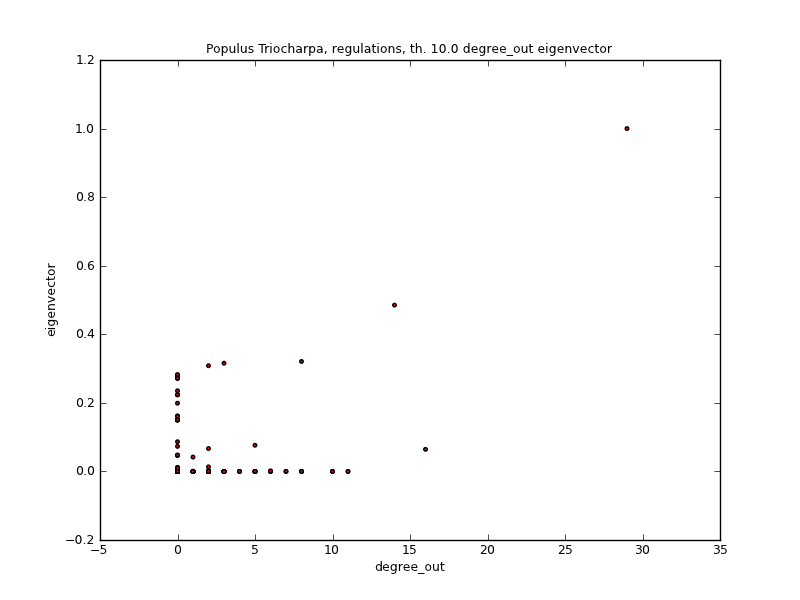 Populus Triocharpa, regulations, th. 10.0 degree_out eigenvector
1.2
1.0
0.8
0.6
0.4
0.2
0.0
−0.2
eigenvector
−5 0 5 10 15 20 25 30 35
degree_out